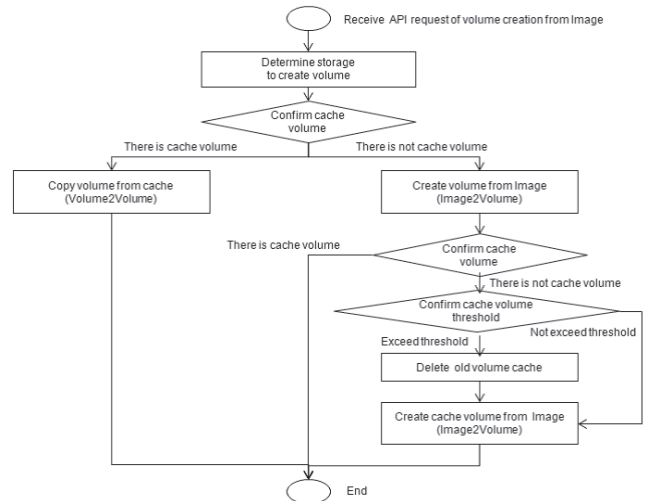 Receive API request of volume creation from Image
Determine storage
to create volume
Confirm cache
volume
There is cache volume
There is not cache volume
Copy volume from cache
(Volume2Volume)
Create volume from Image
(Image2Volume)
There is cache volume
Confirm cache
volume
There is not cache volume
Confirm cache volume
threshold
Not exceed threshold
Exceed threshold
Delete old volume cache
Create cache volume from Image
(Image2Volume)
End